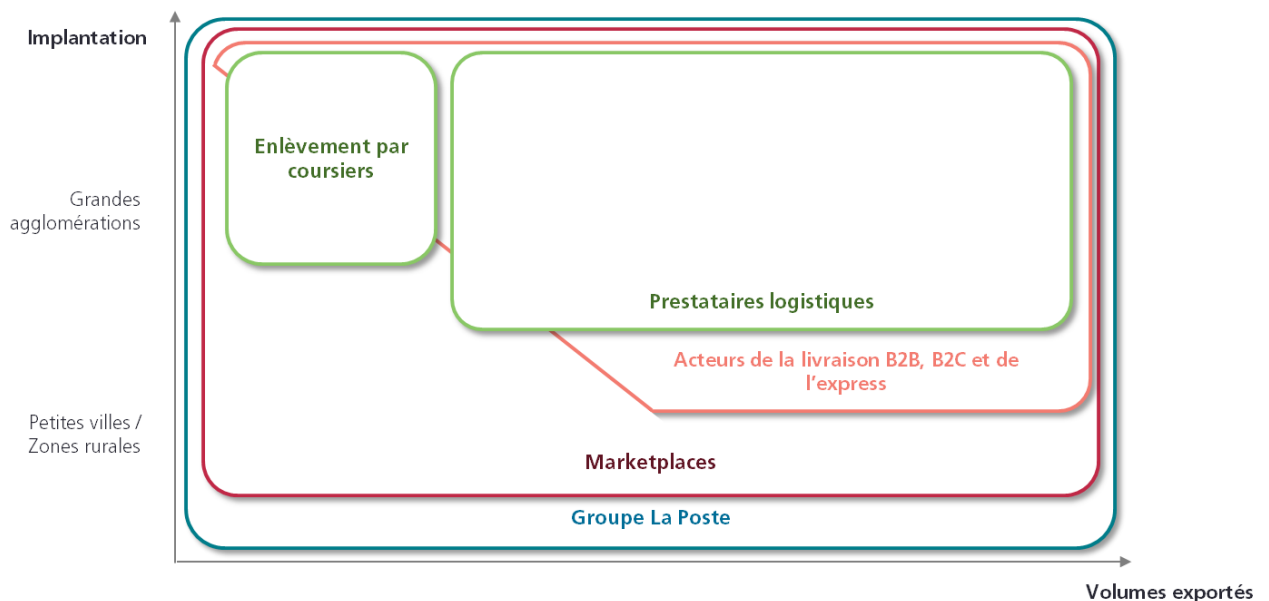 Implantation
Enlèvement par
coursiers
Grandes
agglomérations
Prestataires logistiques
Acteurs de la livraison B2B, B2C et de
l’express
Petites villes /
Zones rurales
Marketplaces
Groupe La Poste
Volumes exportés